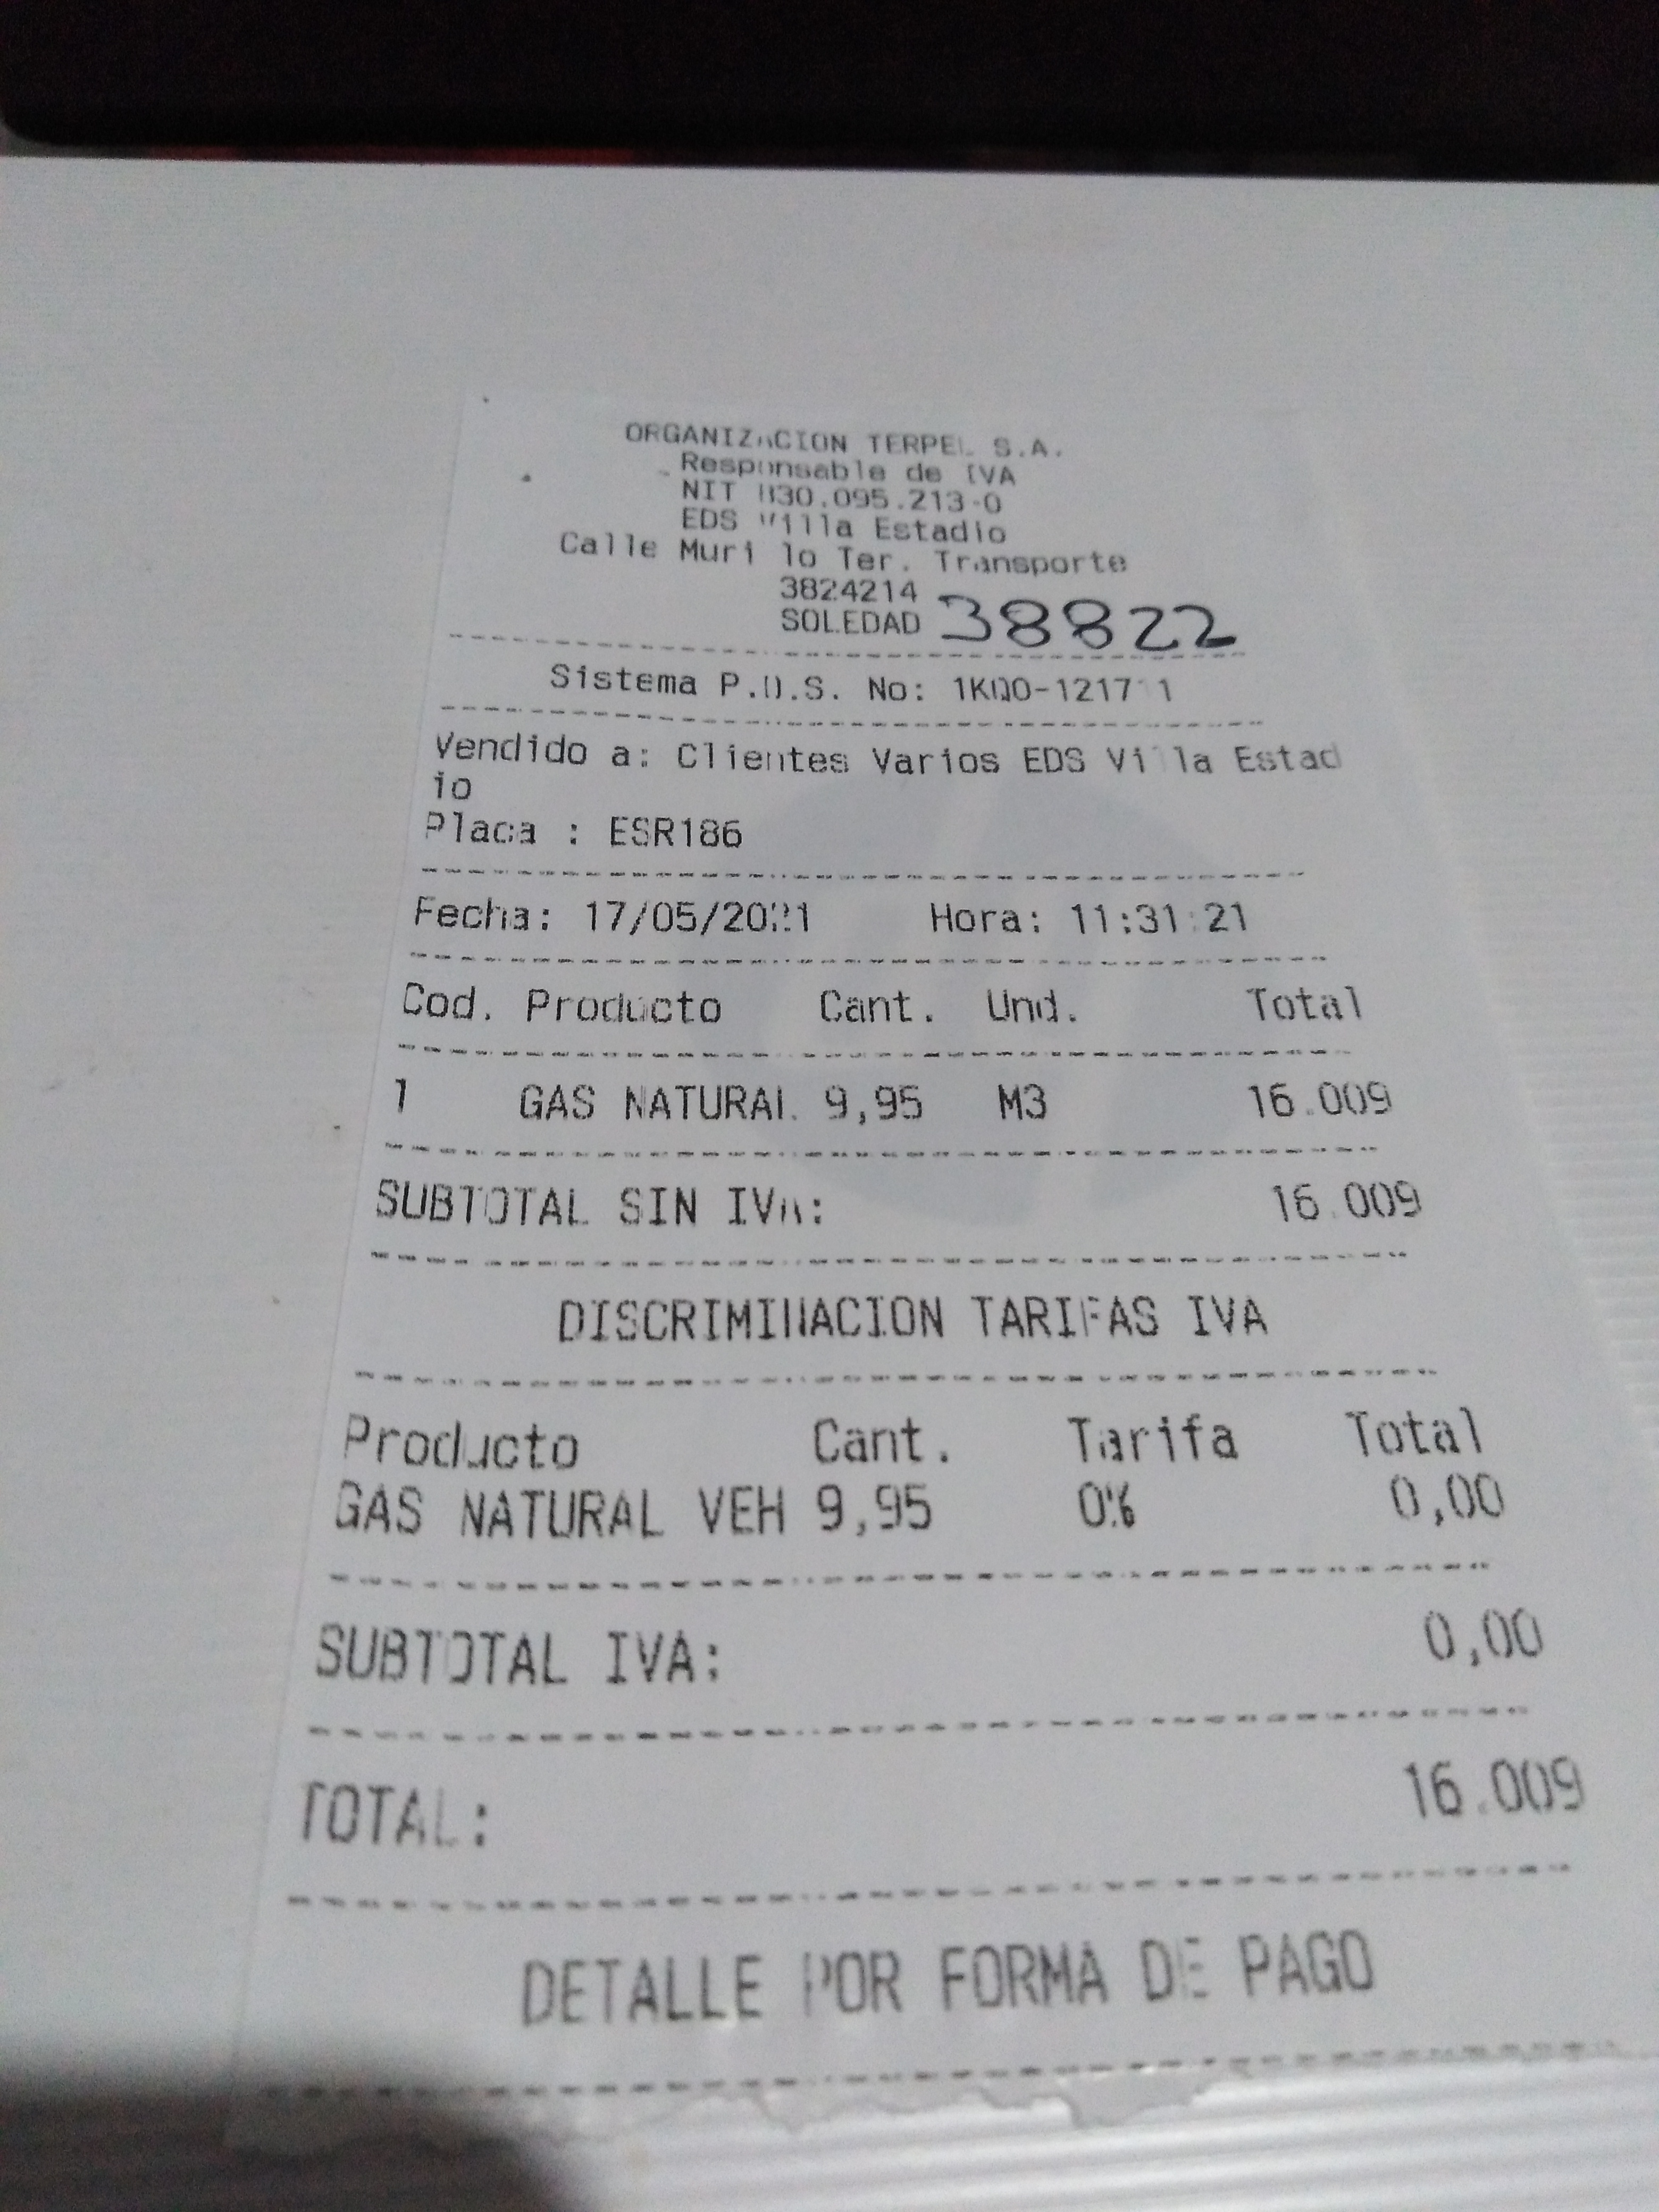 ORGANIZACION TERPEL S.A.
Responsable de IVA
NIT 830.095.213-0
EDS Villa Estadio
Calle Murillo Ter. Transporte
3824214
SOLEDAD 38822
Sistema P.O.S. No: 1KQ0-121711
Vendido a: Clientes Varios EDS Villa Estad
io
Placa : ESR186
Fecha: 17/05/2021 Hora: 11:31:21
Cod. Producto Cant. Und. Total
1 GAS NATURAL 9,95 M3 16.009
SUBTOTAL SIN IVA: 16.009
DISCRIMINACION TARIFAS IVA
Producto Cant. Tarifa Total
GAS NATURAL VEH 9,95 0% 0,00
SUBTOTAL IVA: 0,00
TOTAL: 16.009
DETALLE POR FORMA DE PAGO